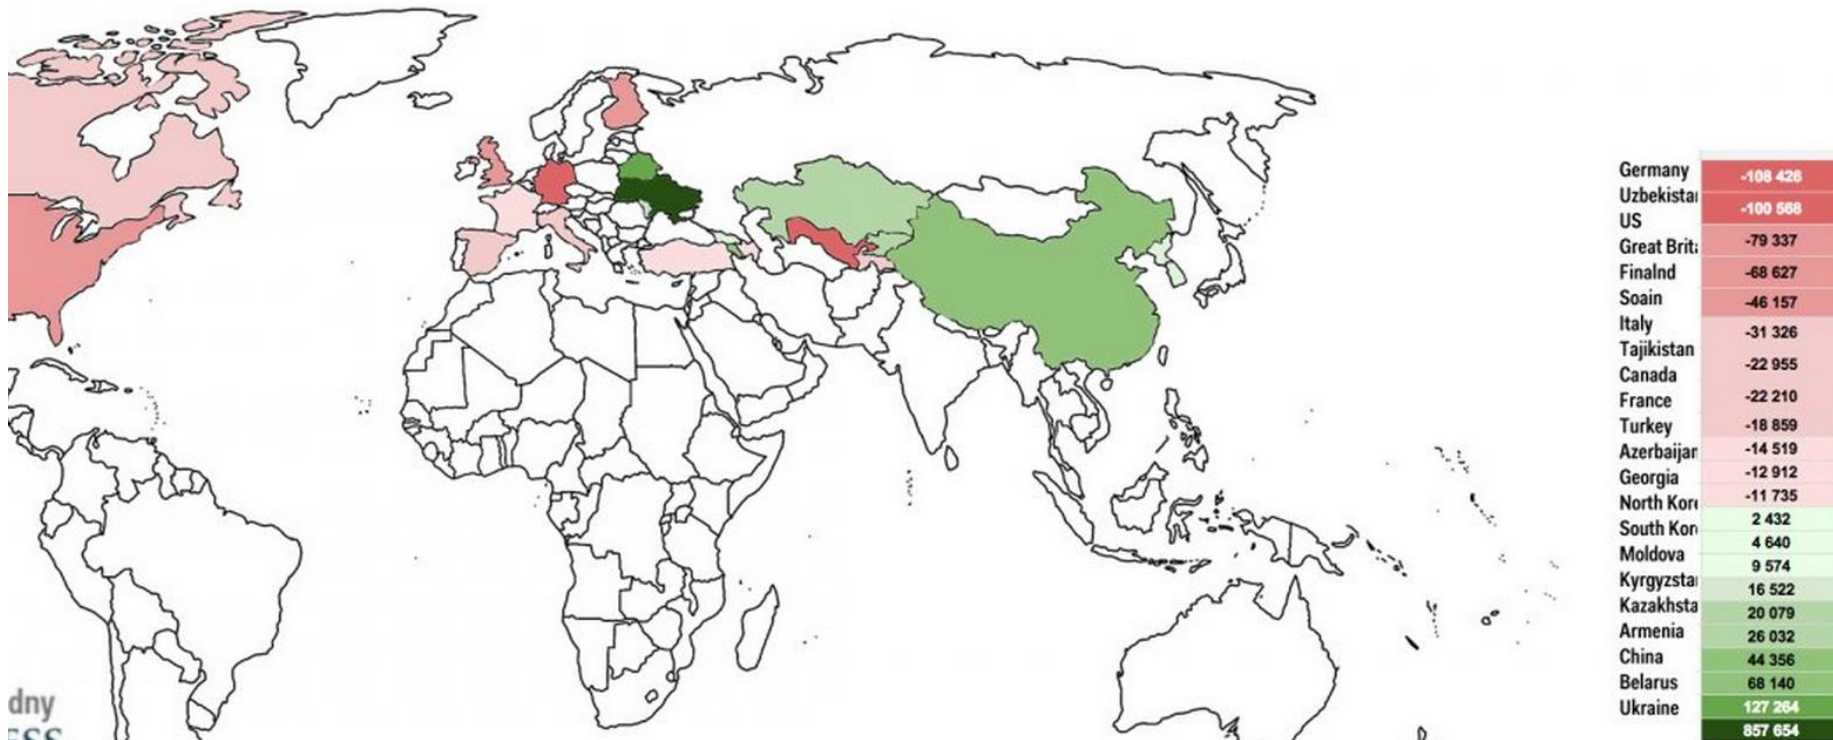 Germany
Uzbekistan
US
Great Brita
Finalnd
Soain
Italy
Tajikistan
Canada
France
Turkey
Azerbaijan
Georgia
North Kore
South Kore
Moldova
Kyrgyzstan
Kazakhsta
Armenia
China
Belarus
Ukraine
-108 426
-100 568
-79 337
-68 627
-46 157
-31 326
-22 955
-22 210
-18 859
-14 519
-12 912
-11 735
2 432
4 640
9 574
16 522
20 079
26 032
44 356
68 140
127 264
857 654
dny
ESS